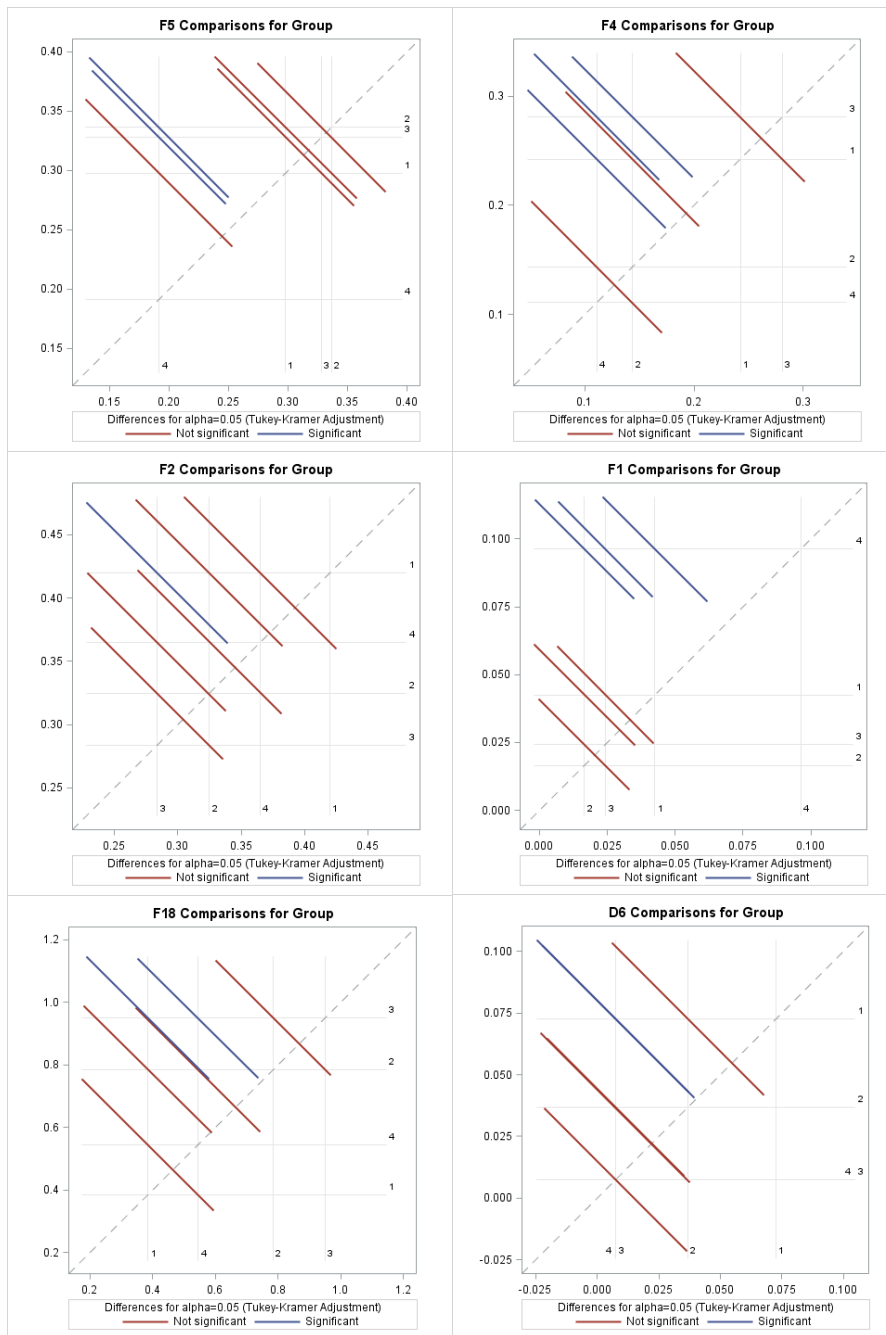 F5 Comparisons for Group
0.40
0.35
0.30
0.25
0.20
0.15
2
3
1
4
4
1
3 2
0.15 0.20 0.25 0.30 0.35 0.40
Differences for alpha=0.05 (Tukey-Kramer Adjustment)
Not significant Significant
F4 Comparisons for Group
0.3
0.2
0.1
3
1
2
4
4 2 1 3
0.1 0.2 0.3
Differences for alpha=0.05 (Tukey-Kramer Adjustment)
Not significant Significant
F2 Comparisons for Group
0.45
0.40
0.35
0.30
0.25
1
4
2
3
3 2 4 1
0.25 0.30 0.35 0.40 0.45
Differences for alpha=0.05 (Tukey-Kramer Adjustment)
Not significant Significant
F1 Comparisons for Group
0.100
0.075
0.050
0.025
0.000
4
1
3
2
2 3 1 4
0.000 0.025 0.050 0.075 0.100
Differences for alpha=0.05 (Tukey-Kramer Adjustment)
Not significant Significant
F18 Comparisons for Group
1.2
1.0
0.8
0.6
0.4
0.2
3
2
4
1
1 4 2 3
0.2 0.4 0.6 0.8 1.0 1.2
Differences for alpha=0.05 (Tukey-Kramer Adjustment)
Not significant Significant
D6 Comparisons for Group
0.100
0.075
0.050
0.025
0.000
-0.025
1
2
4 3
4 3 2 1
-0.025 0.000 0.025 0.050 0.075 0.100
Differences for alpha=0.05 (Tukey-Kramer Adjustment)
Not significant Significant